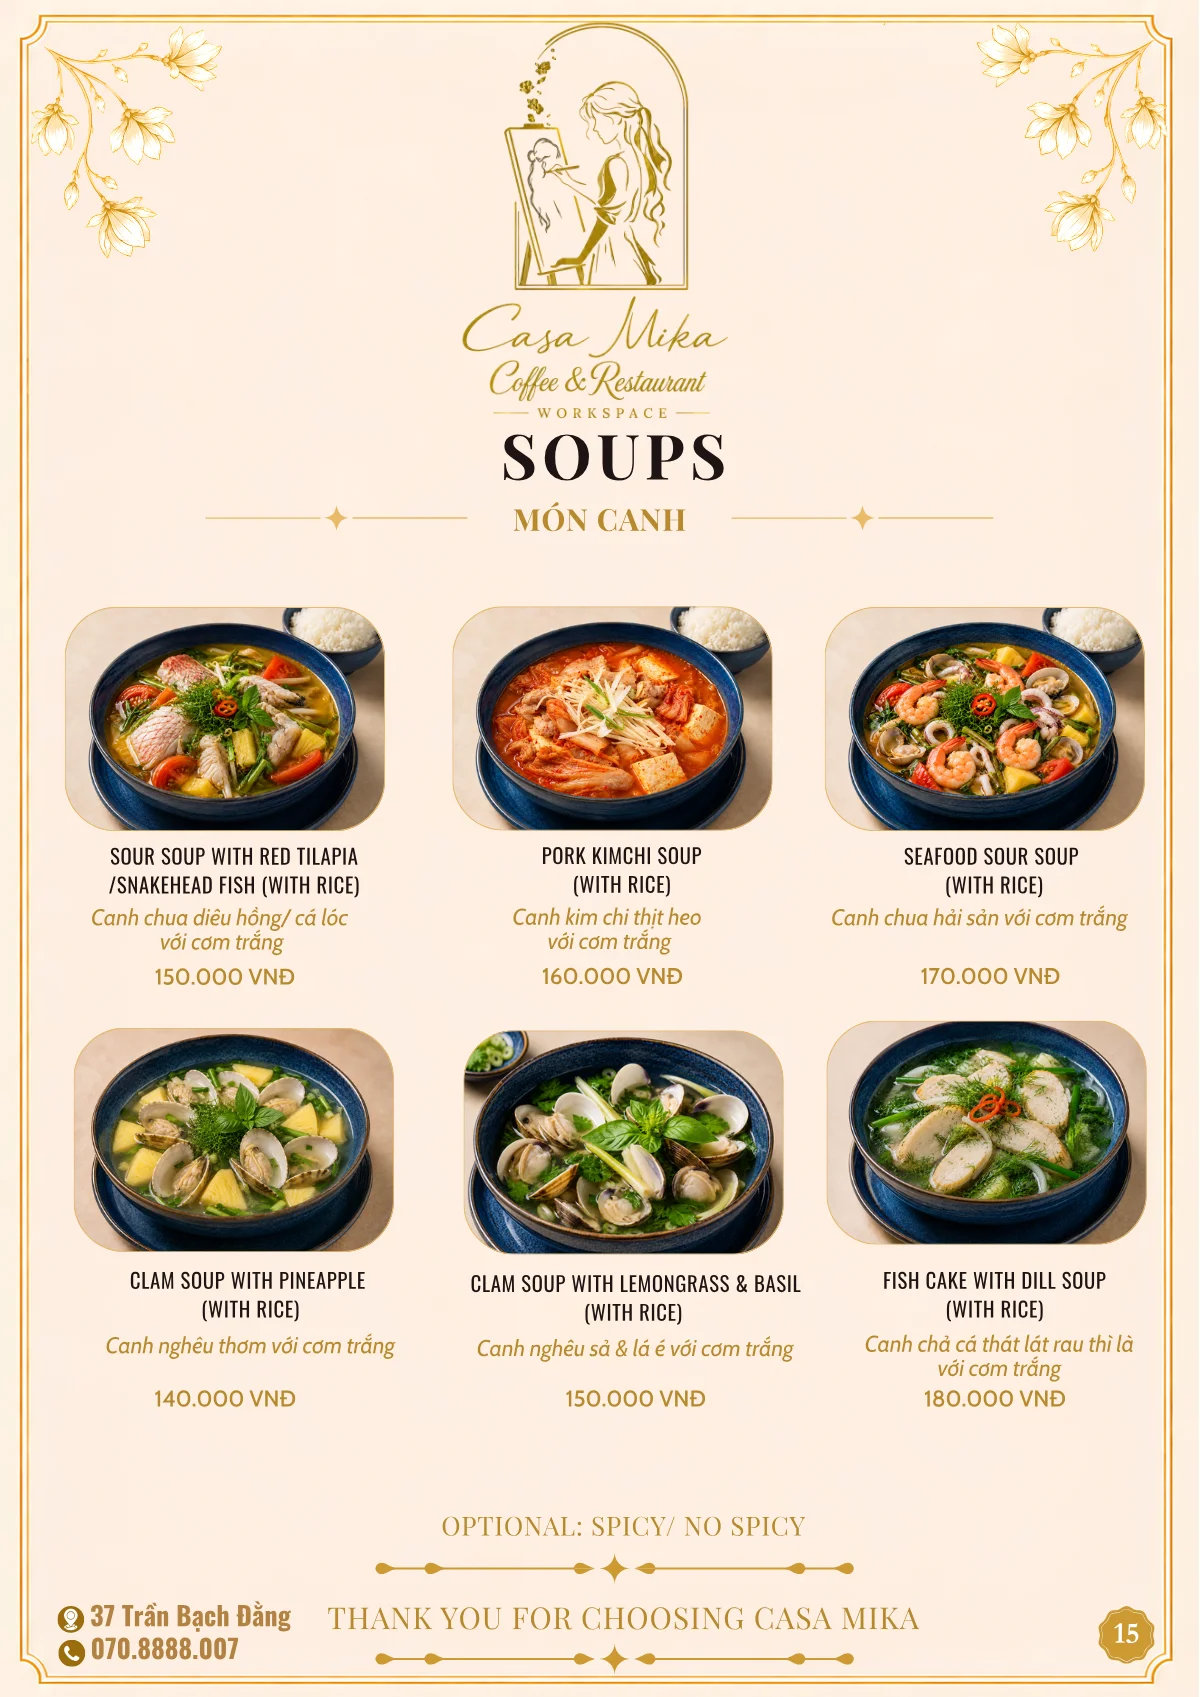 Casa Mika
Coffee & Restaurant
WORKSPACE
SOUPS
MÓN CANH
SOUR SOUP WITH RED TILAPIA
/SNAKEHEAD FISH (WITH RICE)
Canh chua diêu hồng/ cá lóc
với cơm trắng
150.000 VNĐ
PORK KIMCHI SOUP
(WITH RICE)
Canh kim chi thịt heo
với cơm trắng
160.000 VNĐ
SEAFOOD SOUR SOUP
(WITH RICE)
Canh chua hải sản với cơm trắng
170.000 VNĐ
CLAM SOUP WITH PINEAPPLE
(WITH RICE)
Canh nghêu thơm với cơm trắng
140.000 VNĐ
CLAM SOUP WITH LEMONGRASS & BASIL
(WITH RICE)
Canh nghêu sả & lá é với cơm trắng
150.000 VNĐ
FISH CAKE WITH DILL SOUP
(WITH RICE)
Canh chả cá thát lát rau thì là
với cơm trắng
180.000 VNĐ
OPTIONAL: SPICY/ NO SPICY
37 Trần Bạch Đằng
070.8888.007
THANK YOU FOR CHOOSING CASA MIKA
15